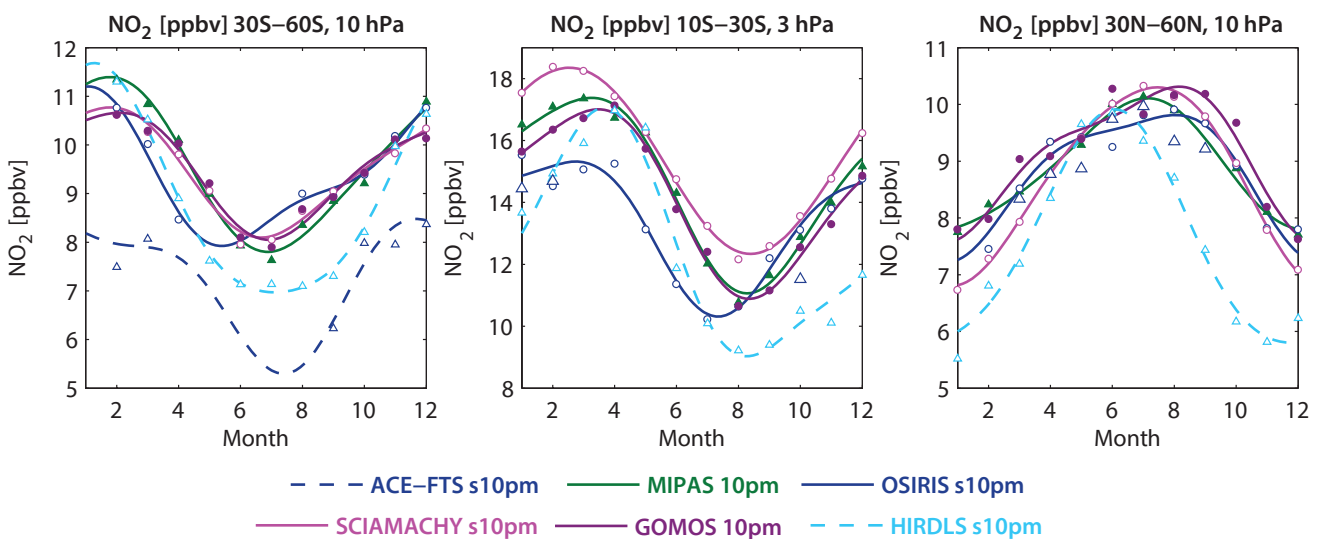 NO2 [ppbv] 30S−60S, 10 hPa
12
11
10
9
8
7
6
5
NO2 [ppbv]
2 4 6 8 10 12
Month
NO2 [ppbv] 10S−30S, 3 hPa
18
16
14
12
10
8
NO2 [ppbv]
2 4 6 8 10 12
Month
NO2 [ppbv] 30N−60N, 10 hPa
11
10
9
8
7
6
5
NO2 [ppbv]
2 4 6 8 10 12
Month
ACE−FTS s10pm MIPAS 10pm OSIRIS s10pm
SCIAMACHY s10pm GOMOS 10pm HIRDLS s10pm